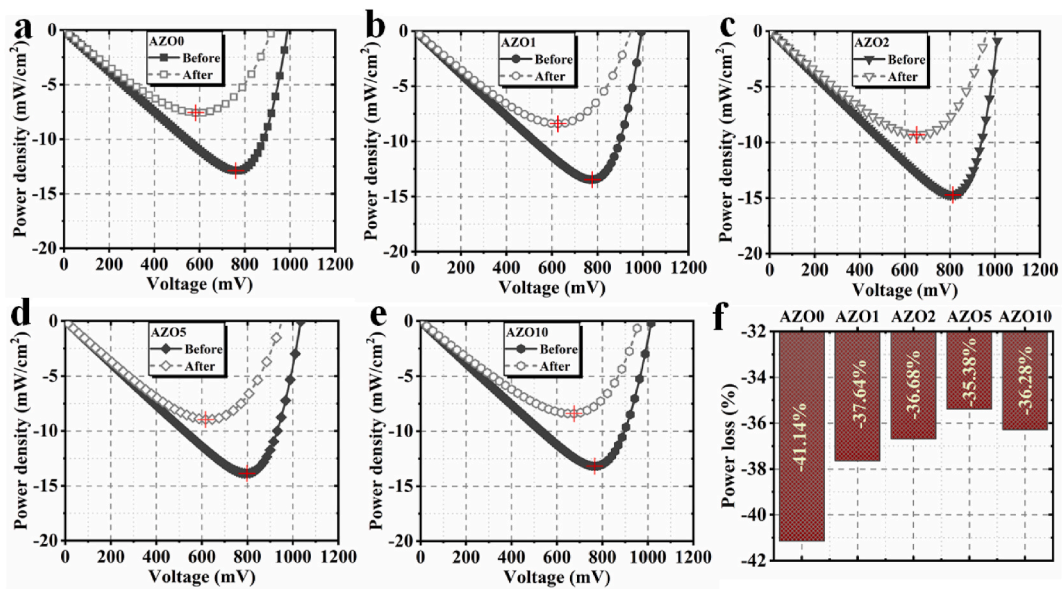 a
AZO0
Before
After
Power density (mW/cm²)
0
-5
-10
-15
-20
0 200 400 600 800 1000 1200
Voltage (mV)
b
AZO1
Before
After
Power density (mW/cm²)
0
-5
-10
-15
-20
0 200 400 600 800 1000 1200
Voltage (mV)
c
AZO2
Before
After
Power density (mW/cm²)
0
-5
-10
-15
-20
0 200 400 600 800 1000 1200
Voltage (mV)
d
AZO5
Before
After
Power density (mW/cm²)
0
-5
-10
-15
-20
0 200 400 600 800 1000 1200
Voltage (mV)
e
AZO10
Before
After
Power density (mW/cm²)
0
-5
-10
-15
-20
0 200 400 600 800 1000 1200
Voltage (mV)
f
AZO0 AZO1 AZO2 AZO5 AZO10
Power loss (%)
-32
-34
-36
-38
-40
-42
-41.14%
-37.64%
-36.68%
-35.38%
-36.28%